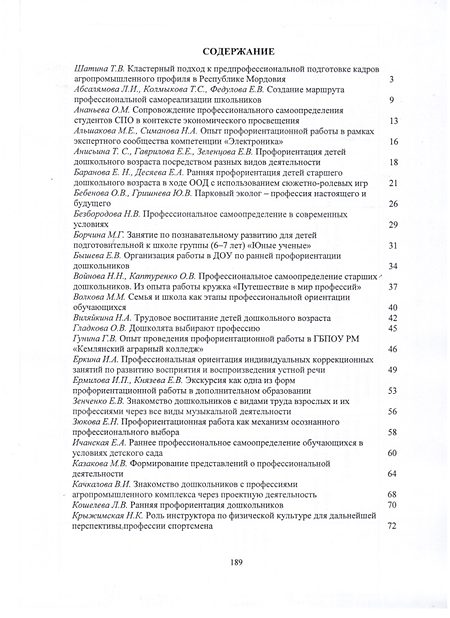 СОДЕРЖАНИЕ
Шатина Т.В. Кластерный подход к предпрофессиональной подготовке кадров
агропромышленного профиля в Республике Мордовия 3
Абсалямова Л.И., Колмыкова Т.С., Федулова Е.В. Создание маршрута
профессиональной самореализации школьников 9
Ананьева О.М. Сопровождение профессионального самоопределения
студентов СПО в контексте экономического просвещения 13
Альшакова М.Е., Симанова Н.А. Опыт профориентационной работы в рамках
экспертного сообщества компетенции «Электроника» 16
Анисьина Т. С., Гаврилова Е.Е., Зеленцова Е.В. Профориентация детей
дошкольного возраста посредством разных видов деятельности 18
Баранова Е. Н., Десяева Е.А. Ранняя профориентация детей старшего
дошкольного возраста в ходе ООД с использованием сюжетно-ролевых игр 21
Бебенова О.В., Гришнева Ю.В. Парковый эколог – профессия настоящего и
будущего 26
Безбородова Н.В. Профессиональное самоопределение в современных
условиях 29
Борчина М.Г. Занятие по познавательному развитию для детей
подготовительной к школе группы (6–7 лет) «Юные ученые» 31
Бышева Е.В. Организация работы в ДОУ по ранней профориентации
дошкольников 34
Войнова Н.Н., Каптуренко О.В. Профессиональное самоопределение старших
дошкольников. Из опыта работы кружка «Путешествие в мир профессий» 37
Волкова М.М. Семья и школа как этапы профессиональной ориентации
обучающихся 40
Виляйкина Н.А. Трудовое воспитание детей дошкольного возраста 42
Гладкова О.В. Дошколята выбирают профессию 45
Гунина Г.В. Опыт проведения профориентационной работы в ГБПОУ РМ
«Кемлянский аграрный колледж» 46
Еркина И.А. Профессиональная ориентация индивидуальных коррекционных
занятий по развитию восприятия и воспроизведения устной речи 49
Ермилова И.П., Князева Е.В. Экскурсия как одна из форм
профориентационной работы в дополнительном образовании 53
Зенченко Е.В. Знакомство дошкольников с видами труда взрослых и их
профессиями через все виды музыкальной деятельности 56
Зюкова Е.Н. Профориентационная работа как механизм осознанного
профессионального выбора 58
Ичанская Е.А. Раннее профессиональное самоопределение обучающихся в
условиях детского сада 60
Казакова М.В. Формирование представлений о профессиональной
деятельности 64
Качкалова В.И. Знакомство дошкольников с профессиями
агропромышленного комплекса через проектную деятельность 68
Кошелева Л.В. Ранняя профориентация дошкольников 70
Крыжимская Н.К. Роль инструктора по физической культуре для дальнейшей
перспективы,профессии спортсмена 72
189